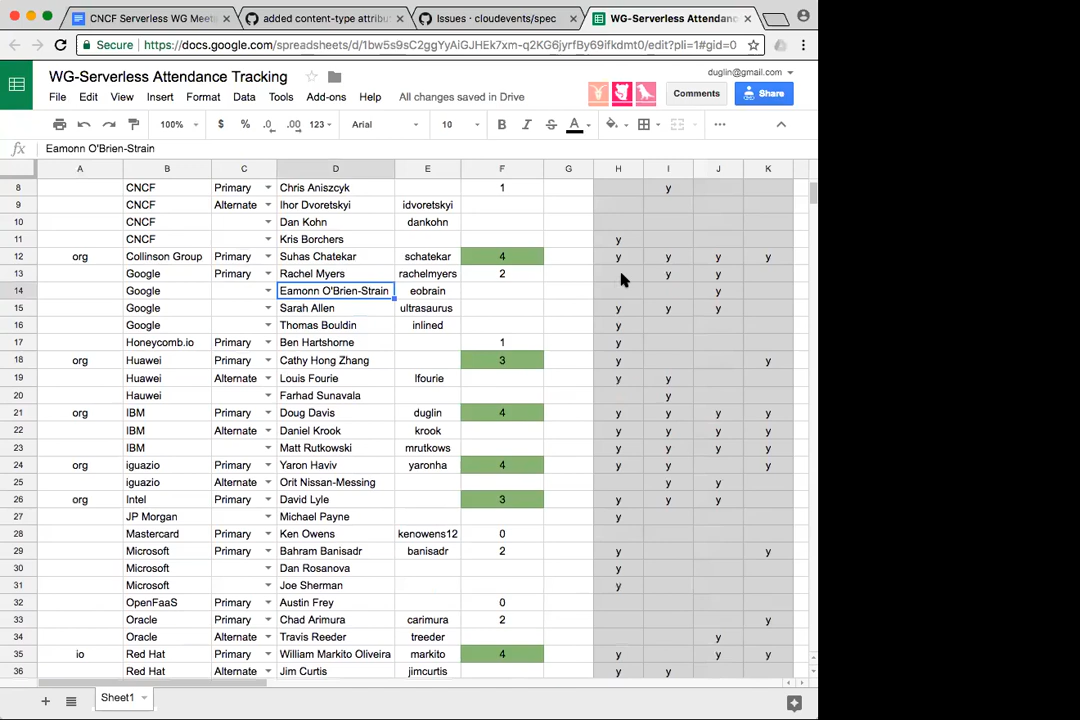 CNCF Serverless WG Meeti × added content-type attribut × Issues · cloudevents/spec × WG-Serverless Attendance ×
Secure https://docs.google.com/spreadsheets/d/1bw5s9sC2ggYyAiGJHEk7xm-q2KG6jyrfBy69ifkdmt0/edit?pli=1#gid=0
WG-Serverless Attendance Tracking duglin@gmail.com
File Edit View Insert Format Data Tools Add-ons Help All changes saved in Drive Comments Share
100% $ % .0 .00 123 Arial 10 B I S A
fx Eamonn O'Brien-Strain
A B C D E F G H I J K
8 CNCF Primary Chris Aniszcyk 1 y
9 CNCF Alternate Ihor Dvoretskyi idvoretskyi
10 CNCF Dan Kohn dankohn
11 CNCF Kris Borchers y
12 org Collinson Group Primary Suhas Chatekar schatekar 4 y y y y
13 Google Primary Rachel Myers rachelmyers 2 y y
14 Google Eamonn O'Brien-Strain eobrain y
15 Google Sarah Allen ultrasaurus y y y
16 Google Thomas Bouldin inlined y
17 Honeycomb.io Primary Ben Hartshorne 1 y
18 org Huawei Primary Cathy Hong Zhang 3 y y
19 Huawei Alternate Louis Fourie lfourie y y
20 Hauwei Farhad Sunavala y
21 org IBM Primary Doug Davis duglin 4 y y y y
22 IBM Alternate Daniel Krook krook y y y y
23 IBM Matt Rutkowski mrutkows y y y y
24 org iguazio Primary Yaron Haviv yaronha 4 y y y
25 iguazio Alternate Orit Nissan-Messing y y
26 org Intel Primary David Lyle 3 y y y
27 JP Morgan Michael Payne y
28 Mastercard Primary Ken Owens kenowens12 0
29 Microsoft Primary Bahram Banisadr banisadr 2 y y
30 Microsoft Dan Rosanova y
31 Microsoft Joe Sherman y
32 OpenFaaS Primary Austin Frey 0
33 Oracle Primary Chad Arimura carimura 2 y
34 Oracle Alternate Travis Reeder treeder y
35 io Red Hat Primary William Markito Oliveira markito 4 y y y
36 Red Hat Alternate Jim Curtis jimcurtis y y
Sheet1